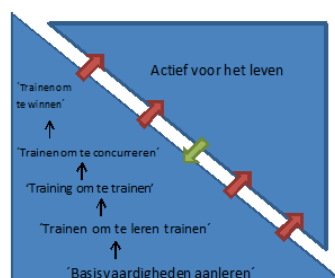 Actief voor het leven
´Trainen om
te winnen´
´Trainen om te concurreren´
‘Training om te trainen’
´Trainen om te leren trainen´
´Basisvaardigheden aanleren´